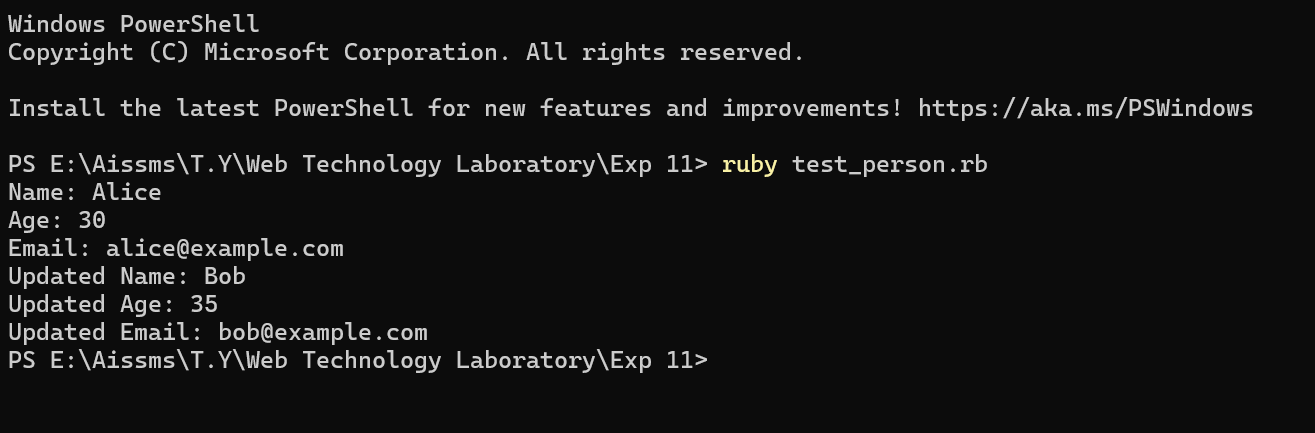 Windows PowerShell
Copyright (C) Microsoft Corporation. All rights reserved.
Install the latest PowerShell for new features and improvements! https://aka.ms/PSWindows
PS E:\Aissms\T.Y\Web Technology Laboratory\Exp 11> ruby test_person.rb
Name: Alice
Age: 30
Email: alice@example.com
Updated Name: Bob
Updated Age: 35
Updated Email: bob@example.com
PS E:\Aissms\T.Y\Web Technology Laboratory\Exp 11>